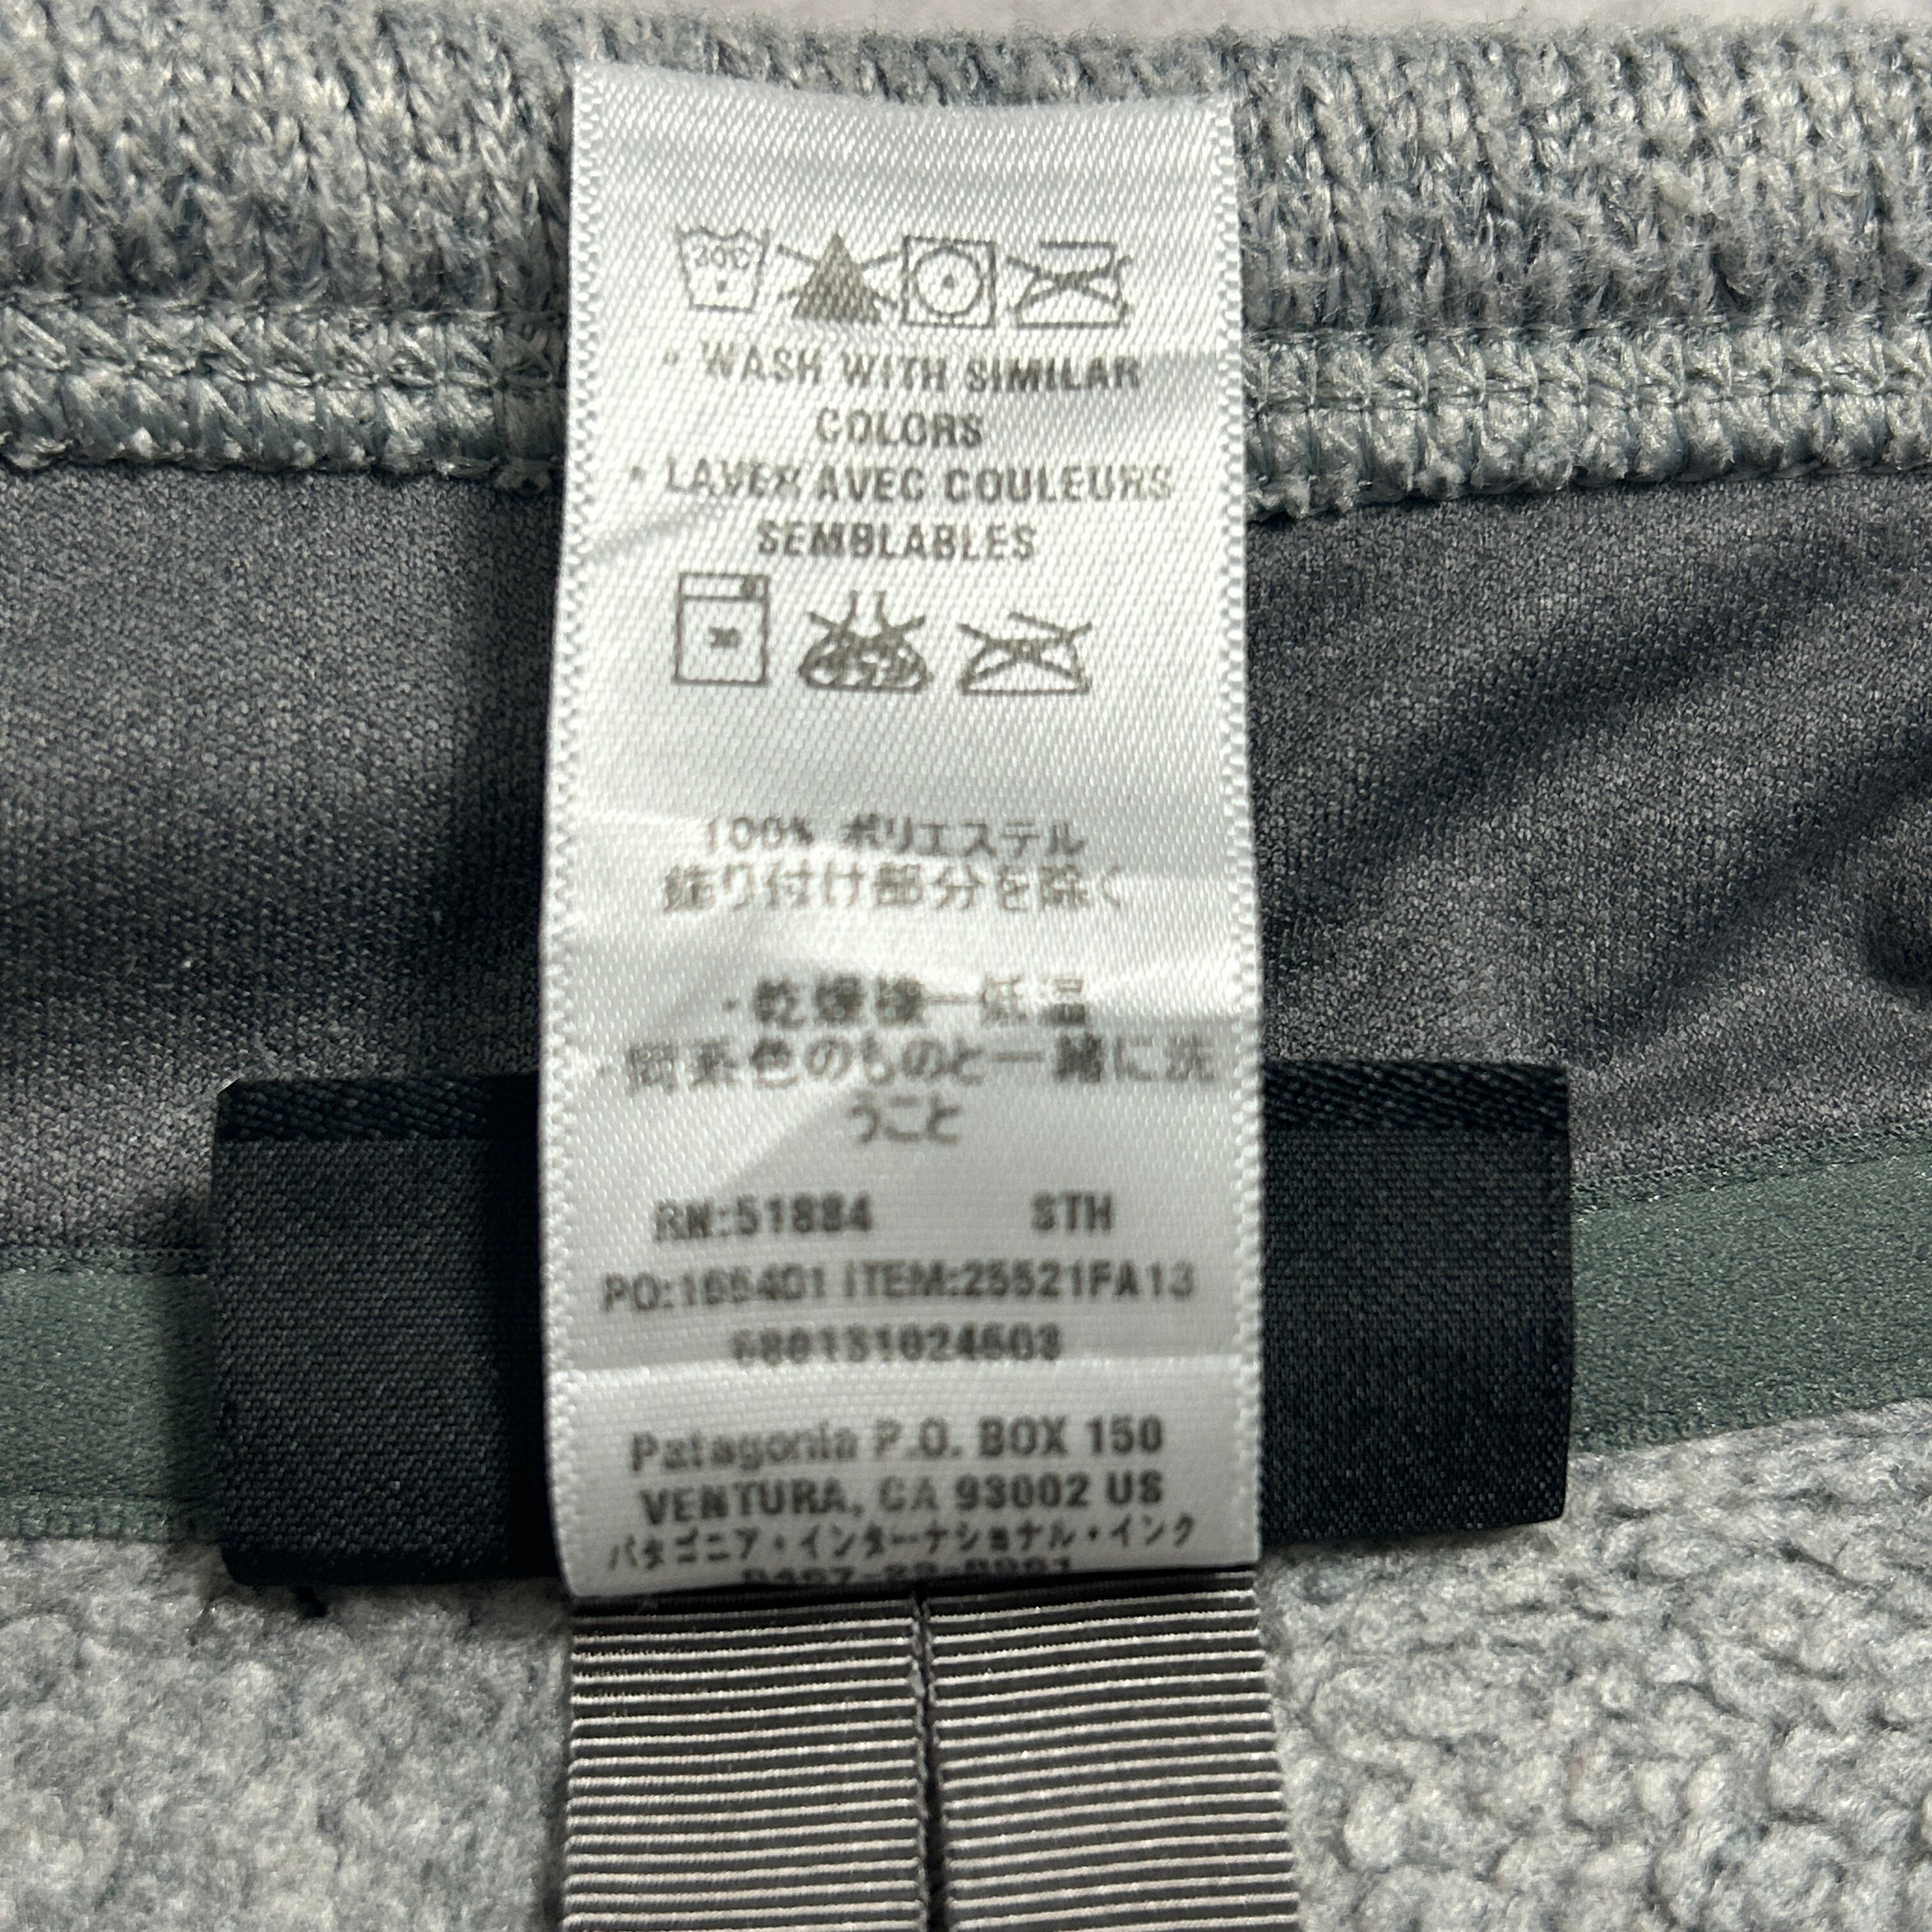 30C
• WASH WITH SIMILAR
COLORS
• LAVER AVEC COULEURS
SEMBLABLES
30
100% ポリエステル
飾り付け部分を除く
・乾燥機ー低温
・同系色のものと一緒に洗
うこと
RN:51884 STH
ITEM:25521FA13
Patagonia P.O. BOX 150
VENTURA, CA 93002 US
パタゴニア・インターナショナル・インク